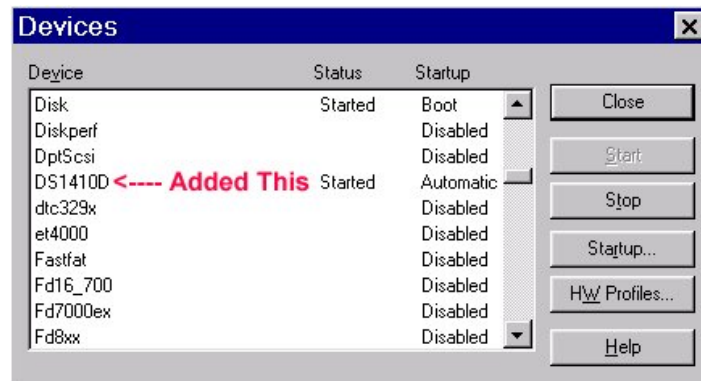 Devices
Device Status Startup
Disk Started Boot
Diskperf Disabled
DptScsi Disabled
DS1410D <---- Added This Started Automatic
dtc329x Disabled
et4000 Disabled
Fastfat Disabled
Fd16_700 Disabled
Fd7000ex Disabled
Fd8xx Disabled
Close
Start
Stop
Startup...
HW Profiles...
Help